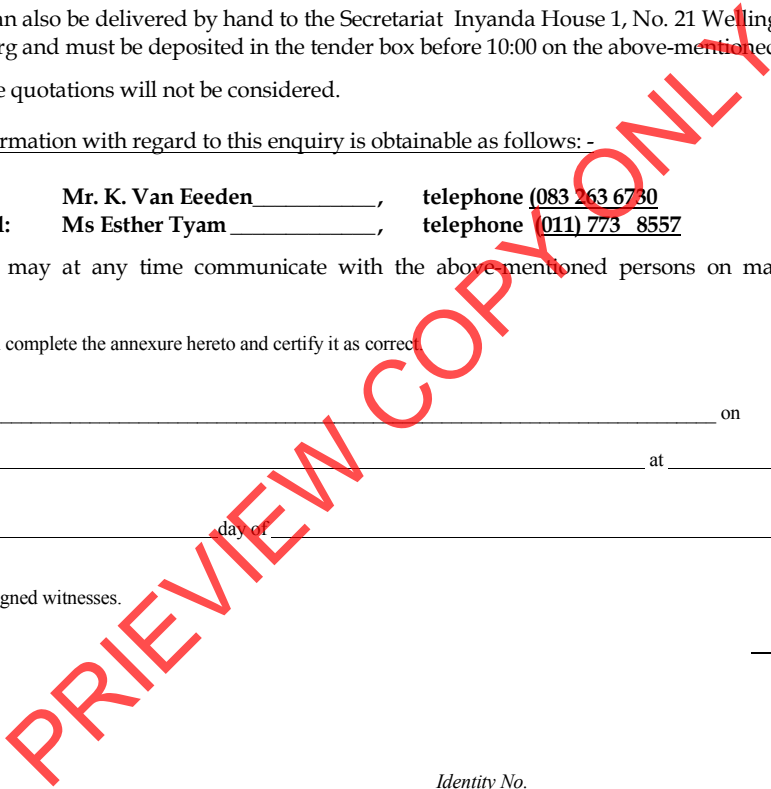 an also be delivered by hand to the Secretariat Inyanda House 1, No. 21 Welling
rg and must be deposited in the tender box before 10:00 on the above-mentioned
e quotations will not be considered.
rmation with regard to this enquiry is obtainable as follows: -
Mr. K. Van Eeeden____________, telephone (083 263 6730
l: Ms Esther Tyam ______________, telephone (011) 773 8557
may at any time communicate with the above-mentioned persons on ma
complete the annexure hereto and certify it as correct.
on
at
day of
gned witnesses.
Identity No.
PRIEVIEW COPY ONLY